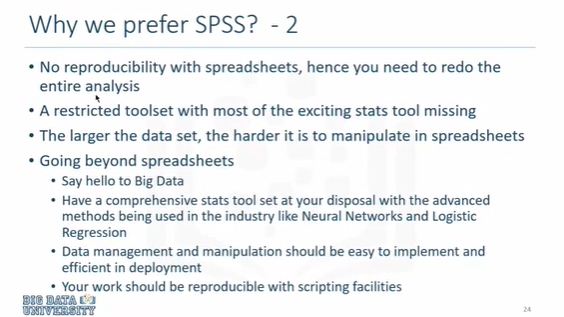 Why we prefer SPSS? - 2
• No reproducibility with spreadsheets, hence you need to redo the
entire analysis
• A restricted toolset with most of the exciting stats tool missing
• The larger the data set, the harder it is to manipulate in spreadsheets
• Going beyond spreadsheets
• Say hello to Big Data
• Have a comprehensive stats tool set at your disposal with the advanced
methods being used in the industry like Neural Networks and Logistic
Regression
• Data management and manipulation should be easy to implement and
efficient in deployment
• Your work should be reproducible with scripting facilities
BIG DATA
UNIVERSITY
24